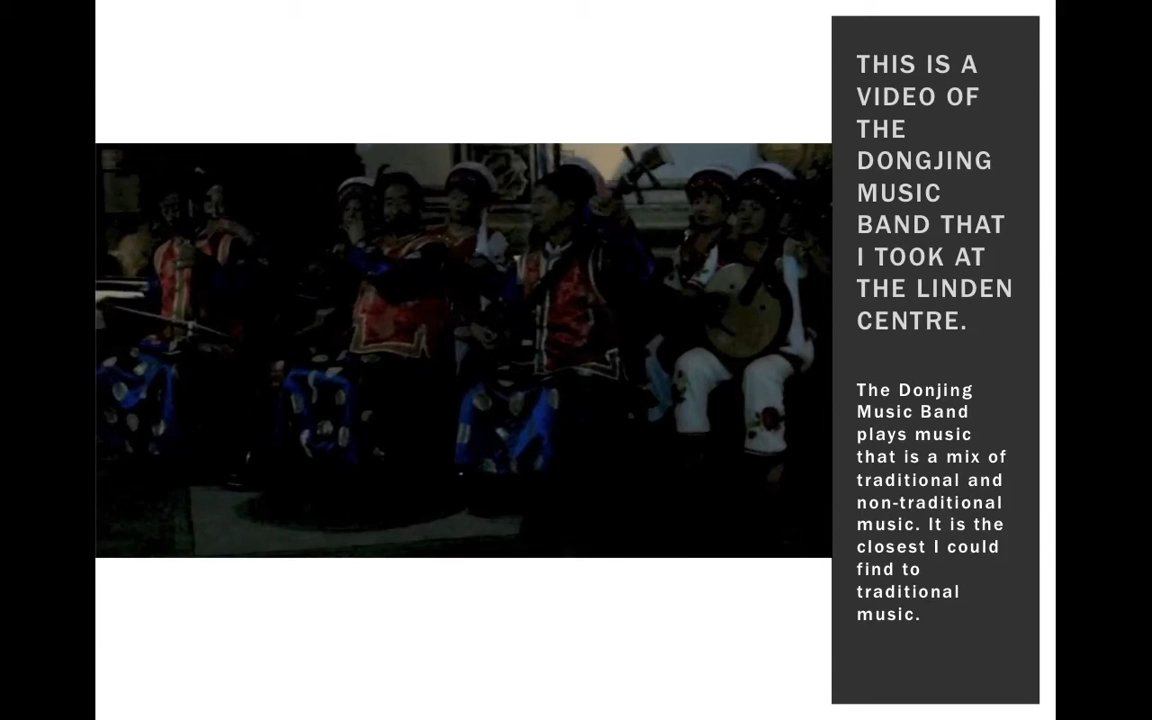 THIS IS A
VIDEO OF
THE
DONGJING
MUSIC
BAND THAT
I TOOK AT
THE LINDEN
CENTRE.
The Donjing
Music Band
plays music
that is a mix of
traditional and
non-traditional
music. It is the
closest I could
find to
traditional
music.